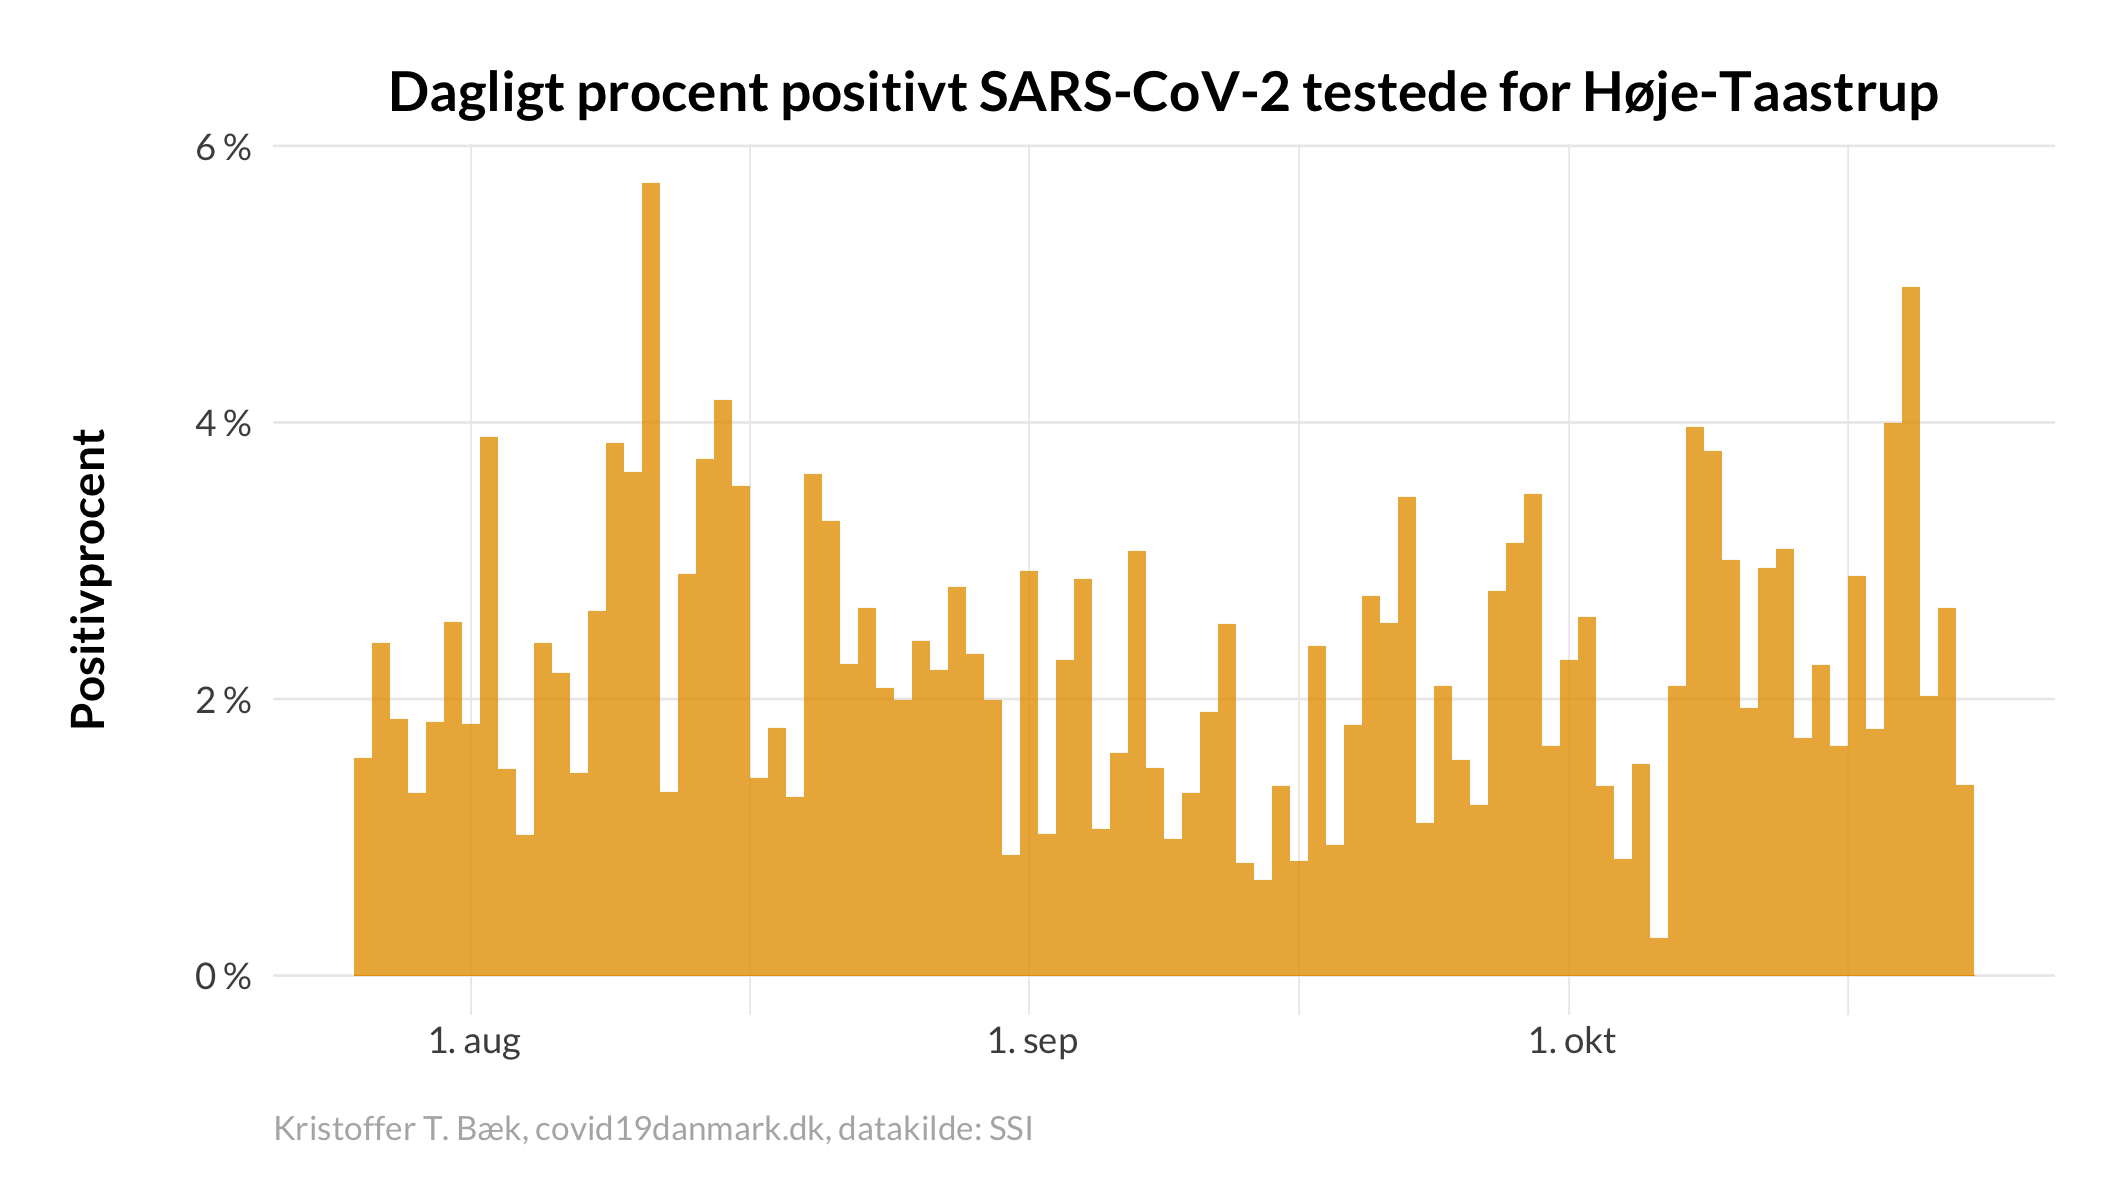 Dagligt procent positivt SARS-CoV-2 testede for Høje-Taastrup
Positivprocent
6 %
4 %
2 %
0 %
1. aug
1. sep
1. okt
Kristoffer T. Bæk, covid19danmark.dk, datakilde: SSI